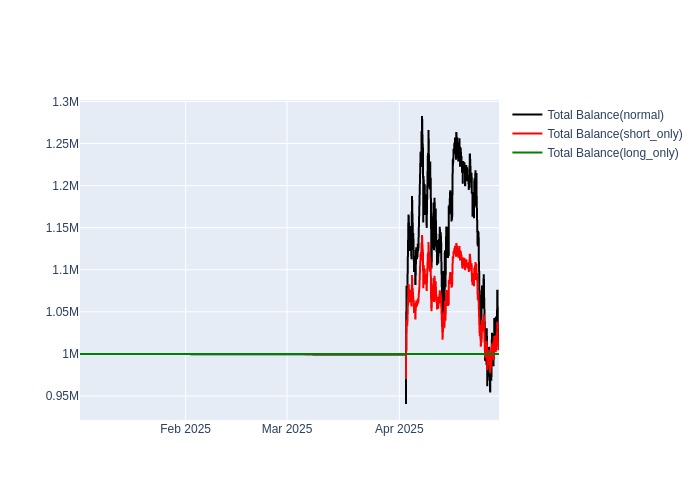 1.3M
1.25M
1.2M
1.15M
1.1M
1.05M
1M
0.95M
Feb 2025
Mar 2025
Apr 2025
Total Balance(normal)
Total Balance(short_only)
Total Balance(long_only)